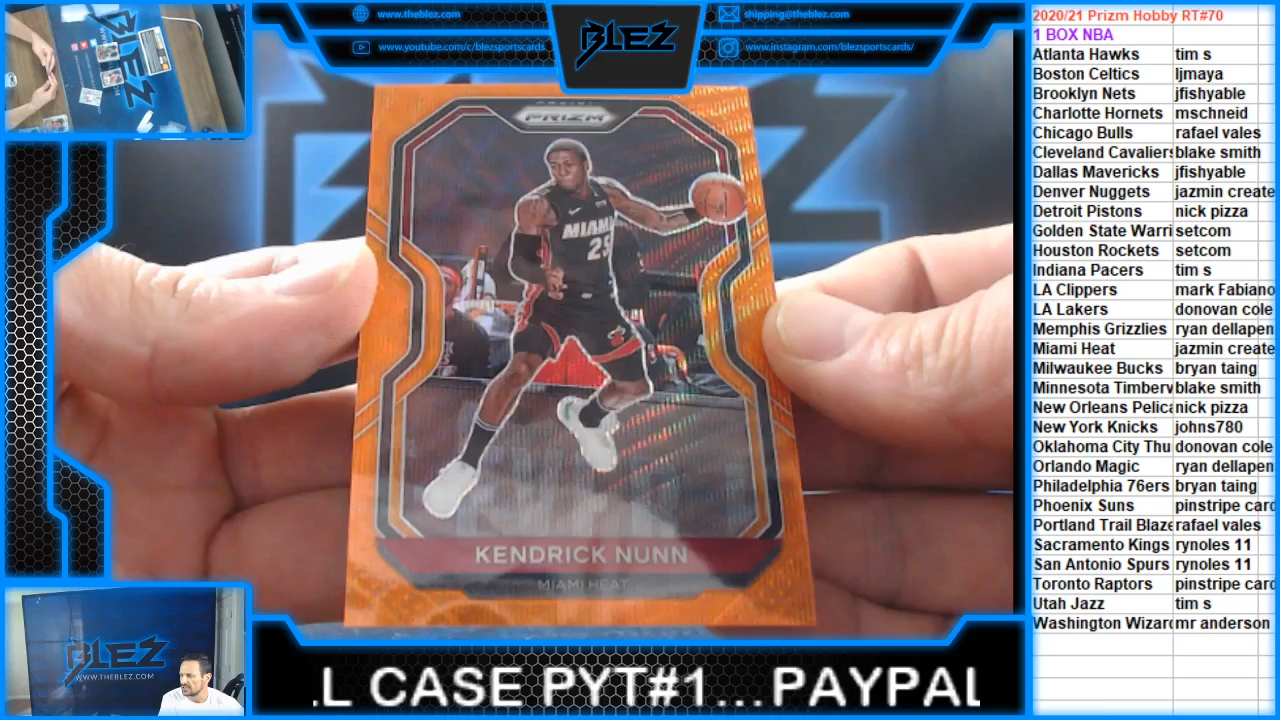 www.theblez.com
shipping@theblez.com
www.youtube.com/c/blezsportscards
www.instagram.com/blezsportscards/
BLEZ
PRIZM
MIAMI
25
KENDRICK NUNN
MIAMI HEAT
BLEZ
WWW.THEBLEZ.COM
.L CASE PYT#1...PAYPAL
2020/21 Prizm Hobby RT#70
1 BOX NBA
Atlanta Hawks tim s
Boston Celtics ljmaya
Brooklyn Nets jfishyable
Charlotte Hornets mschneid
Chicago Bulls rafael vales
Cleveland Cavaliers blake smith
Dallas Mavericks jfishyable
Denver Nuggets jazmin create
Detroit Pistons nick pizza
Golden State Warri setcom
Houston Rockets setcom
Indiana Pacers tim s
LA Clippers mark Fabiano
LA Lakers donovan cole
Memphis Grizzlies ryan dellapen
Miami Heat jazmin create
Milwaukee Bucks bryan taing
Minnesota Timberv blake smith
New Orleans Pelica nick pizza
New York Knicks johns780
Oklahoma City Thu donovan cole
Orlando Magic ryan dellapen
Philadelphia 76ers bryan taing
Phoenix Suns pinstripe card
Portland Trail Blaze rafael vales
Sacramento Kings rynoles 11
San Antonio Spurs rynoles 11
Toronto Raptors pinstripe card
Utah Jazz tim s
Washington Wizard mr anderson